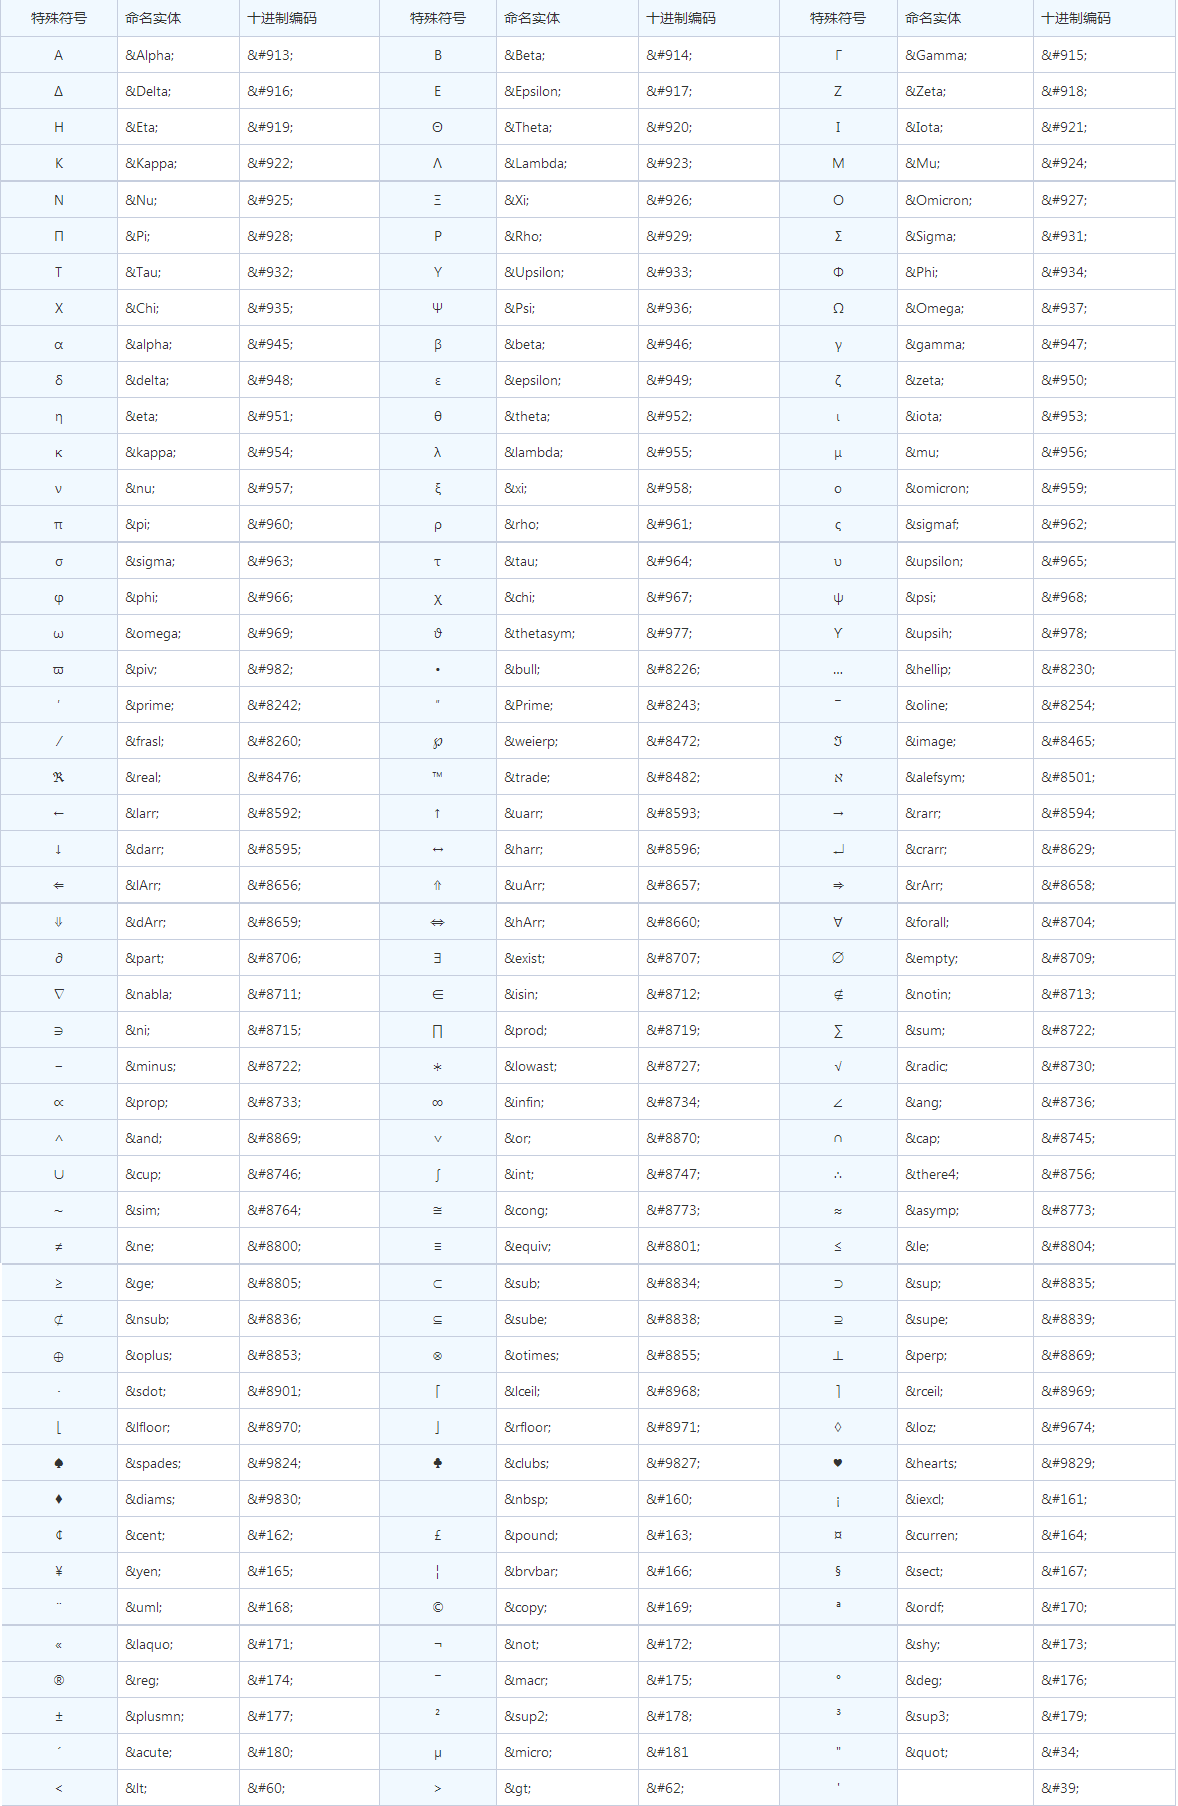 特殊符号 命名实体 十进制编码 特殊符号 命名实体 十进制编码 特殊符号 命名实体 十进制编码
Α &Alpha; &#913; Β &Beta; &#914; Γ &Gamma; &#915;
Δ &Delta; &#916; Ε &Epsilon; &#917; Ζ &Zeta; &#918;
Η &Eta; &#919; Θ &Theta; &#920; Ι &Iota; &#921;
Κ &Kappa; &#922; Λ &Lambda; &#923; Μ &Mu; &#924;
Ν &Nu; &#925; Ξ &Xi; &#926; Ο &Omicron; &#927;
Π &Pi; &#928; Ρ &Rho; &#929; Σ &Sigma; &#931;
Τ &Tau; &#932; Υ &Upsilon; &#933; Φ &Phi; &#934;
Χ &Chi; &#935; Ψ &Psi; &#936; Ω &Omega; &#937;
α &alpha; &#945; β &beta; &#946; γ &gamma; &#947;
δ &delta; &#948; ε &epsilon; &#949; ζ &zeta; &#950;
η &eta; &#951; θ &theta; &#952; ι &iota; &#953;
κ &kappa; &#954; λ &lambda; &#955; μ &mu; &#956;
ν &nu; &#957; ξ &xi; &#958; ο &omicron; &#959;
π &pi; &#960; ρ &rho; &#961; ς &sigmaf; &#962;
σ &sigma; &#963; τ &tau; &#964; υ &upsilon; &#965;
φ &phi; &#966; χ &chi; &#967; ψ &psi; &#968;
ω &omega; &#969; ϑ &thetasym; &#977; ϒ &upsih; &#978;
ϖ &piv; &#982; • &bull; &#8226; … &hellip; &#8230;
′ &prime; &#8242; ″ &Prime; &#8243; ‾ &oline; &#8254;
⁄ &frasl; &#8260; ℘ &weierp; &#8472; ℑ &image; &#8465;
ℜ &real; &#8476; ™ &trade; &#8482; ℵ &alefsym; &#8501;
← &larr; &#8592; ↑ &uarr; &#8593; → &rarr; &#8594;
↓ &darr; &#8595; ↔ &harr; &#8596; ↵ &crarr; &#8629;
⇐ &lArr; &#8656; ⇑ &uArr; &#8657; ⇒ &rArr; &#8658;
⇓ &dArr; &#8659; ⇔ &hArr; &#8660; ∀ &forall; &#8704;
∂ &part; &#8706; ∃ &exist; &#8707; ∅ &empty; &#8709;
∇ &nabla; &#8711; ∈ &isin; &#8712; ∉ &notin; &#8713;
∋ &ni; &#8715; ∏ &prod; &#8719; ∑ &sum; &#8722;
− &minus; &#8722; ∗ &lowast; &#8727; √ &radic; &#8730;
∝ &prop; &#8733; ∞ &infin; &#8734; ∠ &ang; &#8736;
∧ &and; &#8869; ∨ &or; &#8870; ∩ &cap; &#8745;
∪ &cup; &#8746; ∫ &int; &#8747; ∴ &there4; &#8756;
∼ &sim; &#8764; ≅ &cong; &#8773; ≈ &asymp; &#8773;
≠ &ne; &#8800; ≡ &equiv; &#8801; ≤ &le; &#8804;
≥ &ge; &#8805; ⊂ &sub; &#8834; ⊃ &sup; &#8835;
⊄ &nsub; &#8836; ⊆ &sube; &#8838; ⊇ &supe; &#8839;
⊕ &oplus; &#8853; ⊗ &otimes; &#8855; ⊥ &perp; &#8869;
⋅ &sdot; &#8901; ⌈ &lceil; &#8968; ⌉ &rceil; &#8969;
⌊ &lfloor; &#8970; ⌋ &rfloor; &#8971; ◊ &loz; &#9674;
♠ &spades; &#9824; ♣ &clubs; &#9827; ♥ &hearts; &#9829;
♦ &diams; &#9830; &nbsp; &#160; ¡ &iexcl; &#161;
¢ &cent; &#162; £ &pound; &#163; ¤ &curren; &#164;
¥ &yen; &#165; ¦ &brvbar; &#166; § &sect; &#167;
¨ &uml; &#168; © &copy; &#169; ª &ordf; &#170;
« &laquo; &#171; ¬ &not; &#172; &shy; &#173;
® &reg; &#174; ¯ &macr; &#175; ° &deg; &#176;
± &plusmn; &#177; ² &sup2; &#178; ³ &sup3; &#179;
´ &acute; &#180; µ &micro; &#181 " &quot; &#34;
< &lt; &#60; > &gt; &#62; ' &#39;